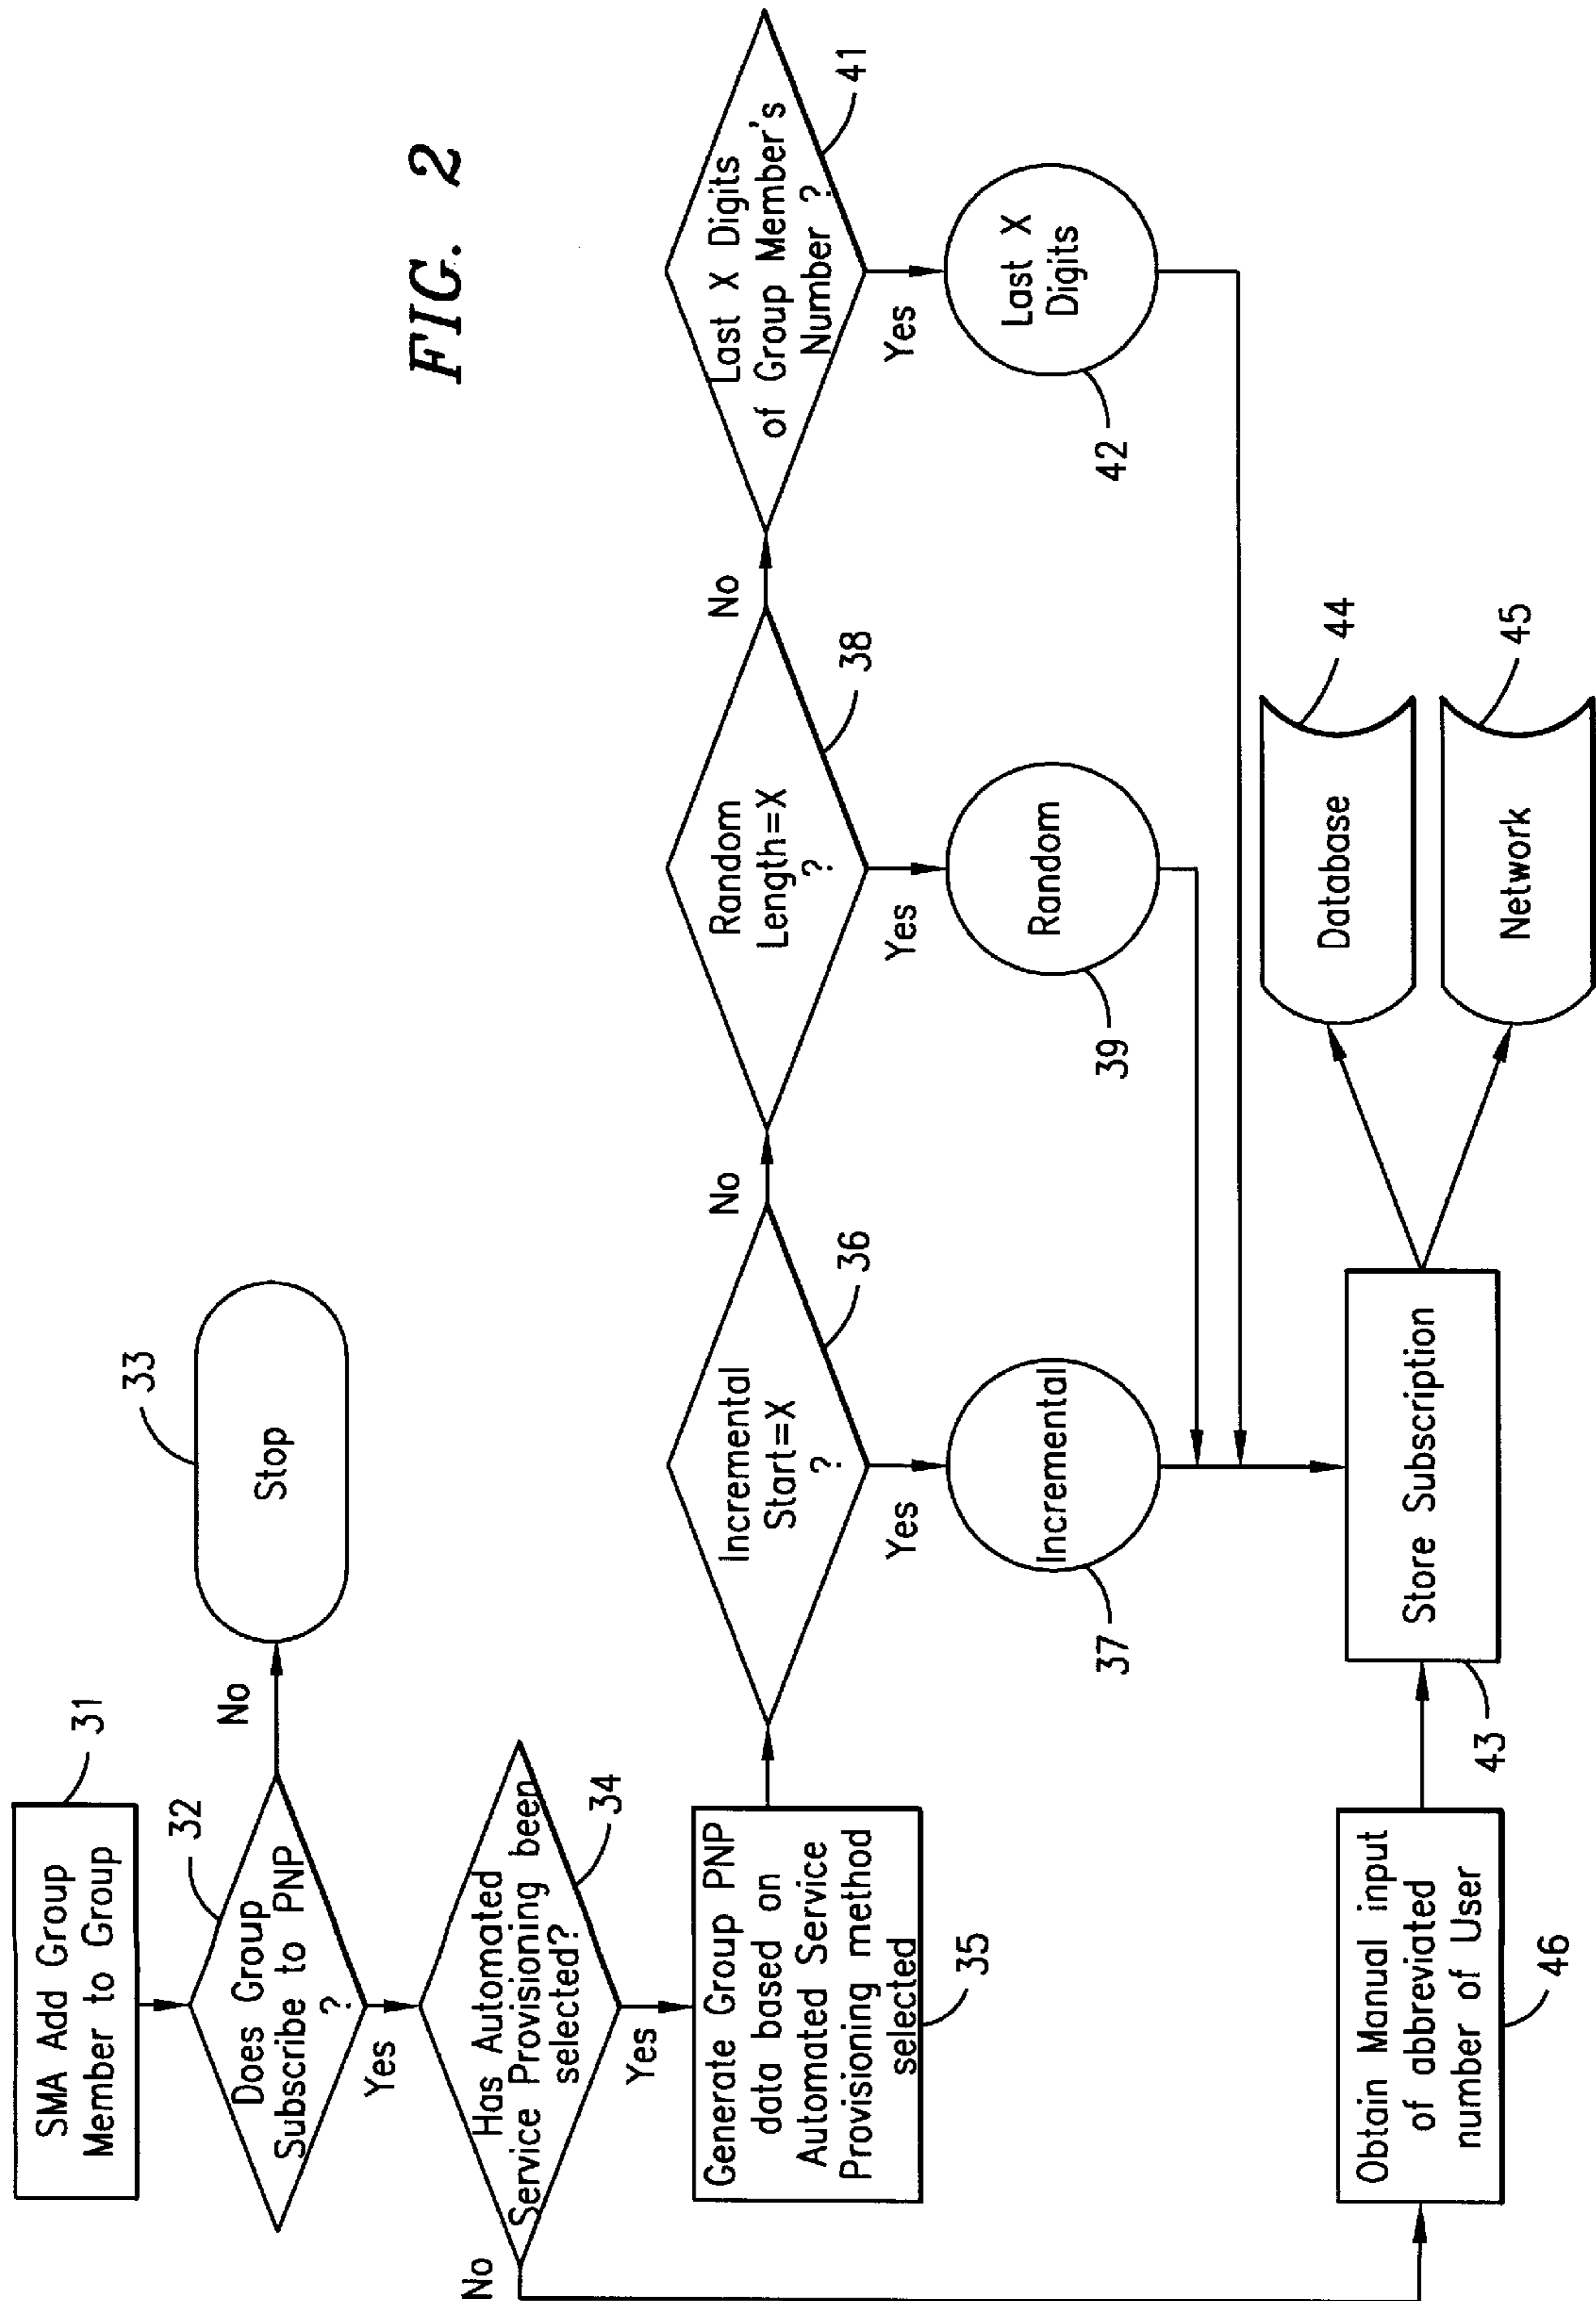 FIG. 2
31
SMA Add Group
Member to Group
32
Does Group
Subscribe to PNP
?
No
33
Stop
Yes
Has Automated
Service Provisioning been
selected?
34
No
Yes
Generate Group PNP
data based on
Automated Service
Provisioning method
selected
35
Incremental
Start=X
?
36
No
Random
Length=X
?
38
No
Last X Digits
of Group Member's
Number ?
41
Yes
Incremental
37
Yes
Random
39
Yes
Last X
Digits
42
Obtain Manual input
of abbreviated
number of User
46
Store Subscription
43
Database
44
Network
45